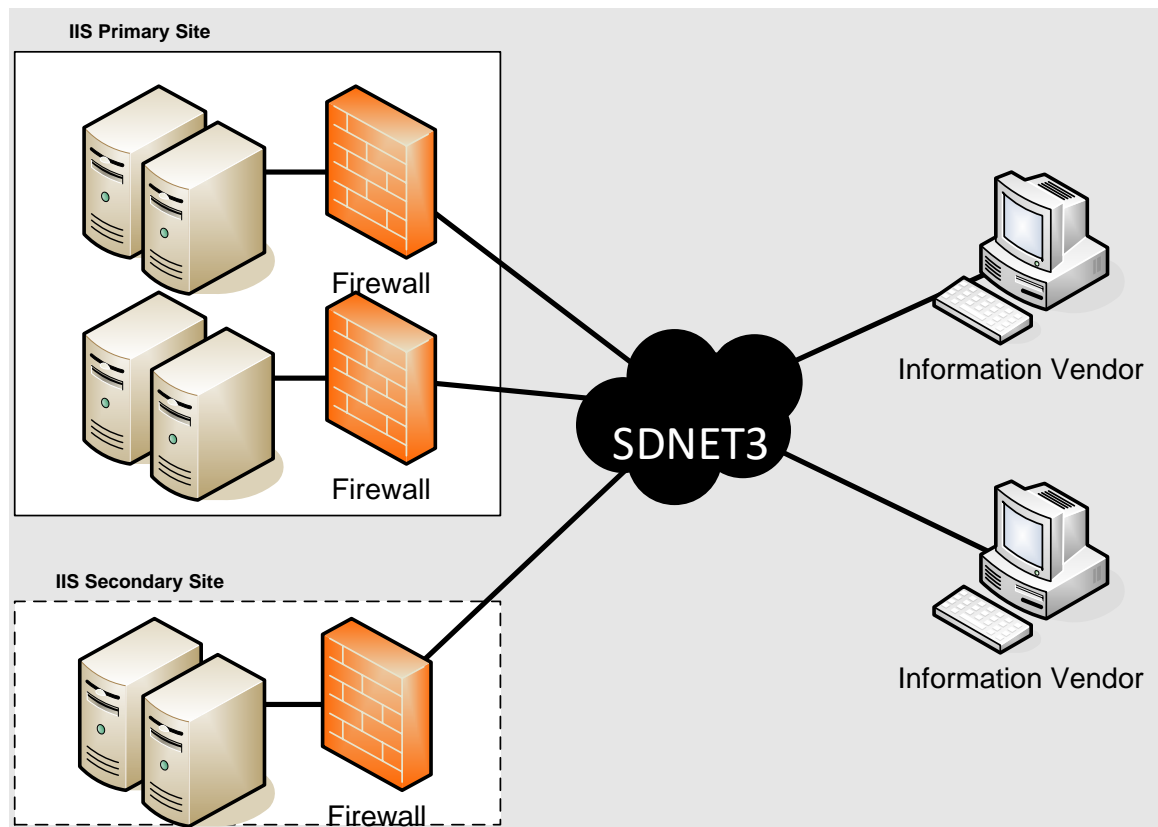 IIS Primary Site
Firewall
Firewall
SDNET3
Information Vendor
Information Vendor
IIS Secondary Site
Firewall